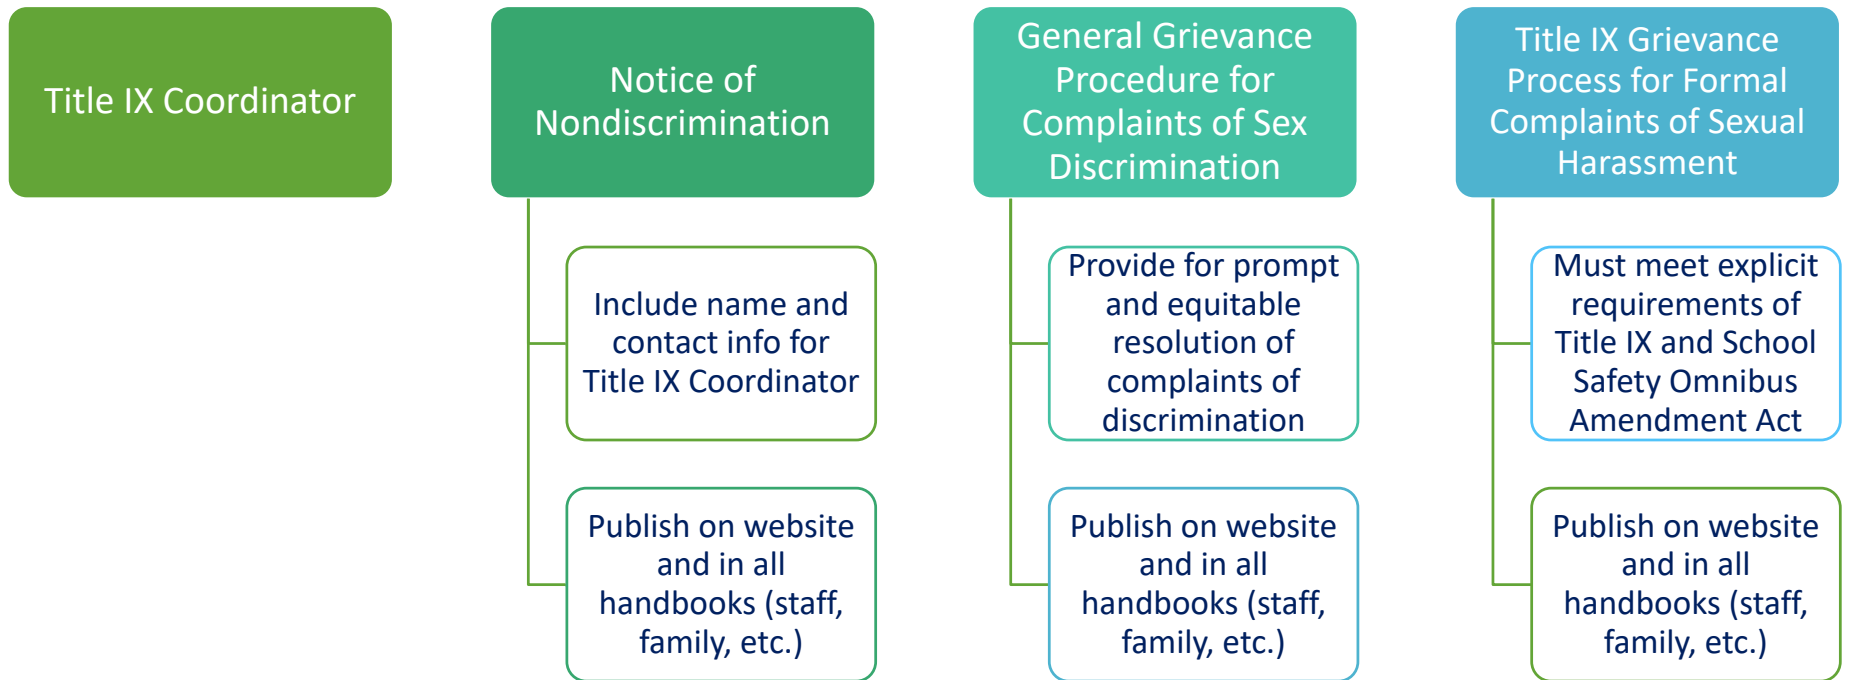 Title IX Coordinator
Notice of
Nondiscrimination
Include name and
contact info for
Title IX Coordinator
Publish on website
and in all
handbooks (staff,
family, etc.)
General Grievance
Procedure for
Complaints of Sex
Discrimination
Provide for prompt
and equitable
resolution of
complaints of
discrimination
Publish on website
and in all
handbooks (staff,
family, etc.)
Title IX Grievance
Process for Formal
Complaints of Sexual
Harassment
Must meet explicit
requirements of
Title IX and School
Safety Omnibus
Amendment Act
Publish on website
and in all
handbooks (staff,
family, etc.)